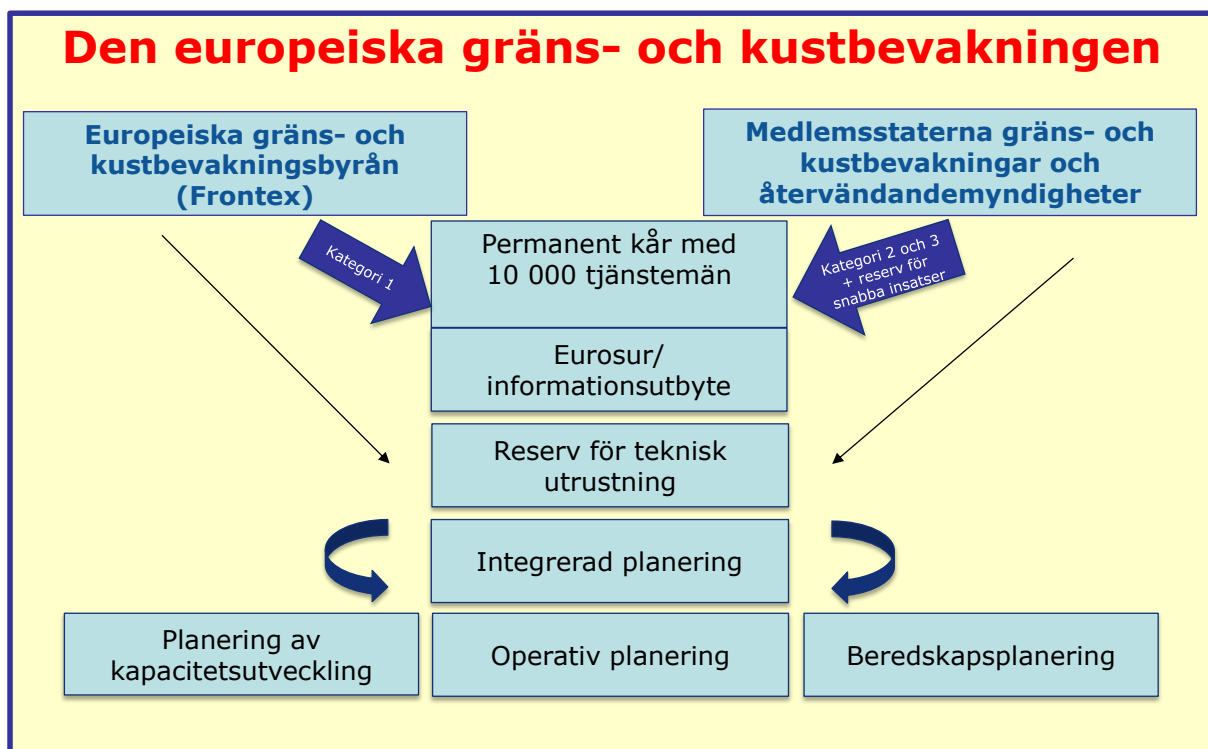 Den europeiska gräns- och kustbevakningen
Europeiska gräns- och
kustbevakningsbyrån
(Frontex)
Medlemsstaterna gräns- och
kustbevakningar och
återvändandemyndigheter
Kategori 1
Permanent kår med
10 000 tjänstemän
Kategori 2 och 3
+ reserv för
snabba insatser
Eurosur/
informationsutbyte
Reserv för teknisk
utrustning
Integrerad planering
Planering av
kapacitetsutveckling
Operativ planering
Beredskapsplanering